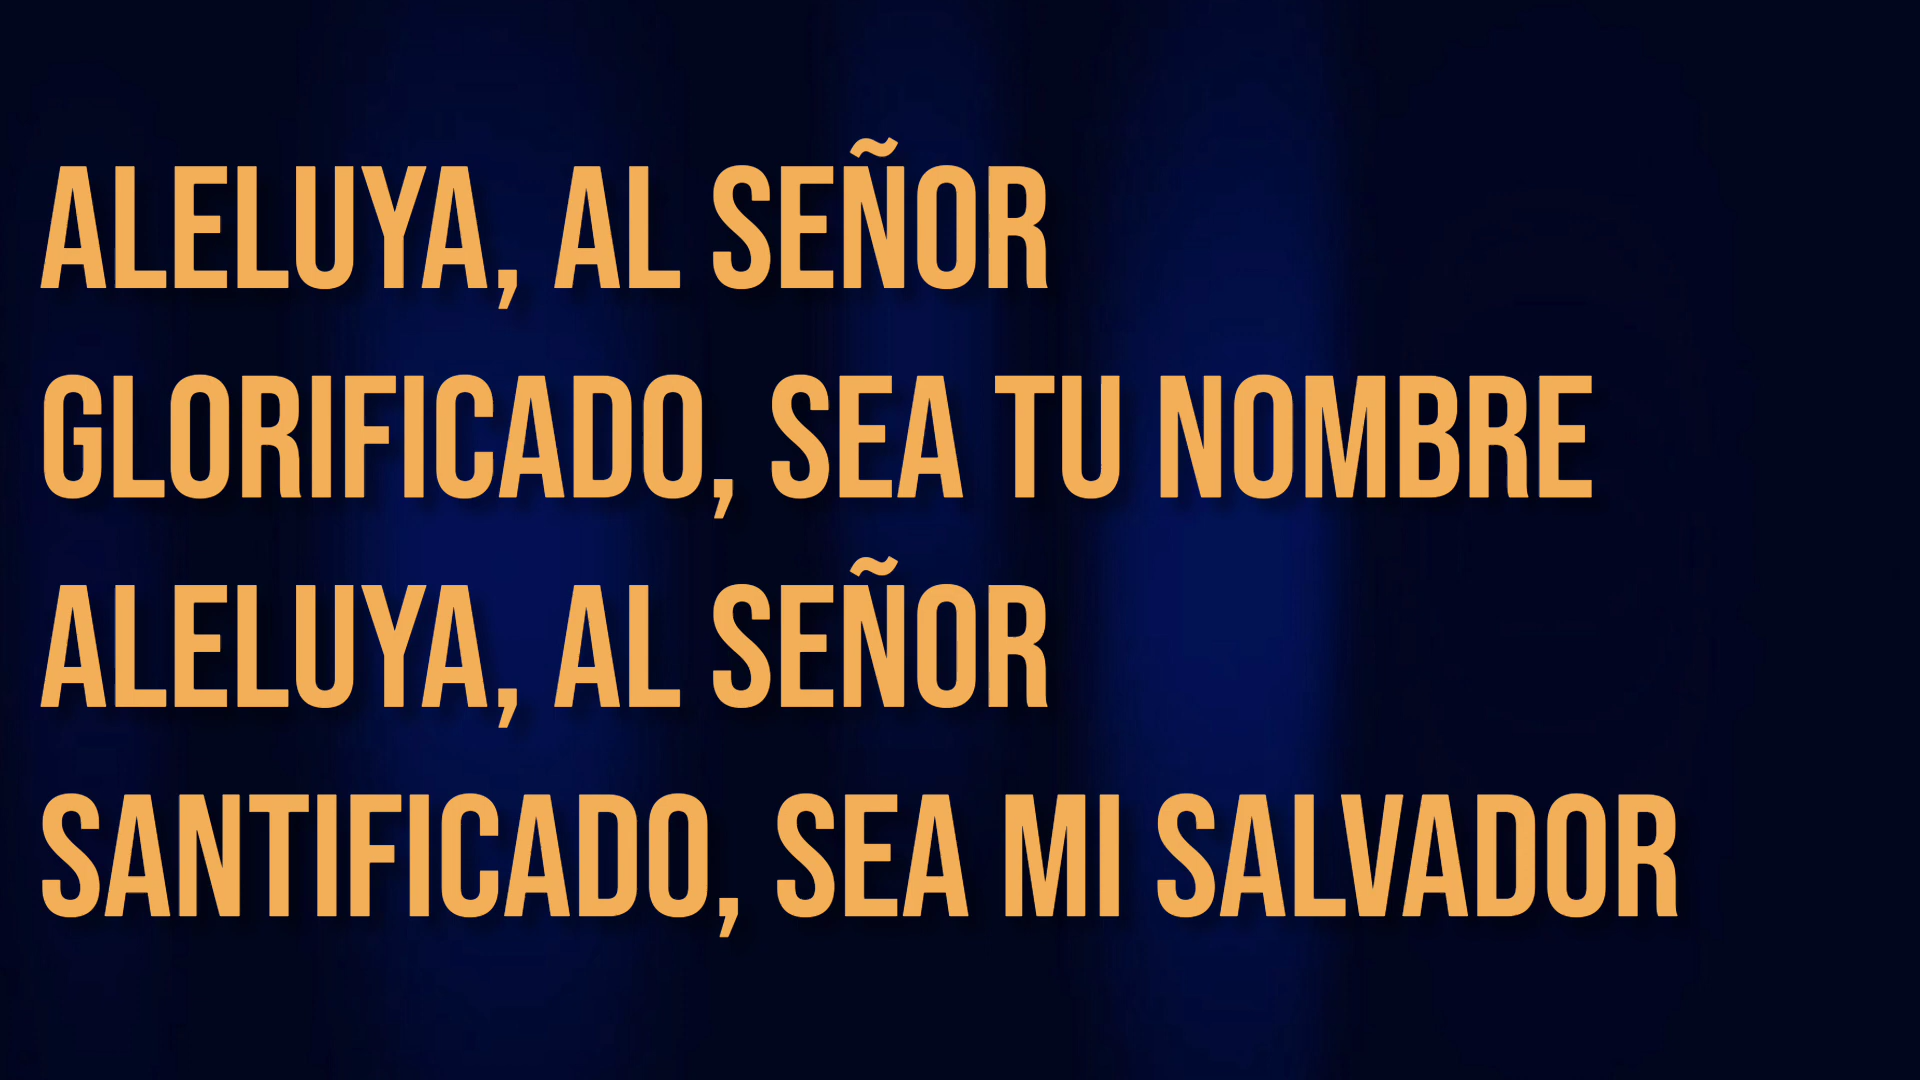 ALELUYA, AL SEÑOR
GLORIFICADO, SEA TU NOMBRE
ALELUYA, AL SEÑOR
SANTIFICADO, SEA MI SALVADOR